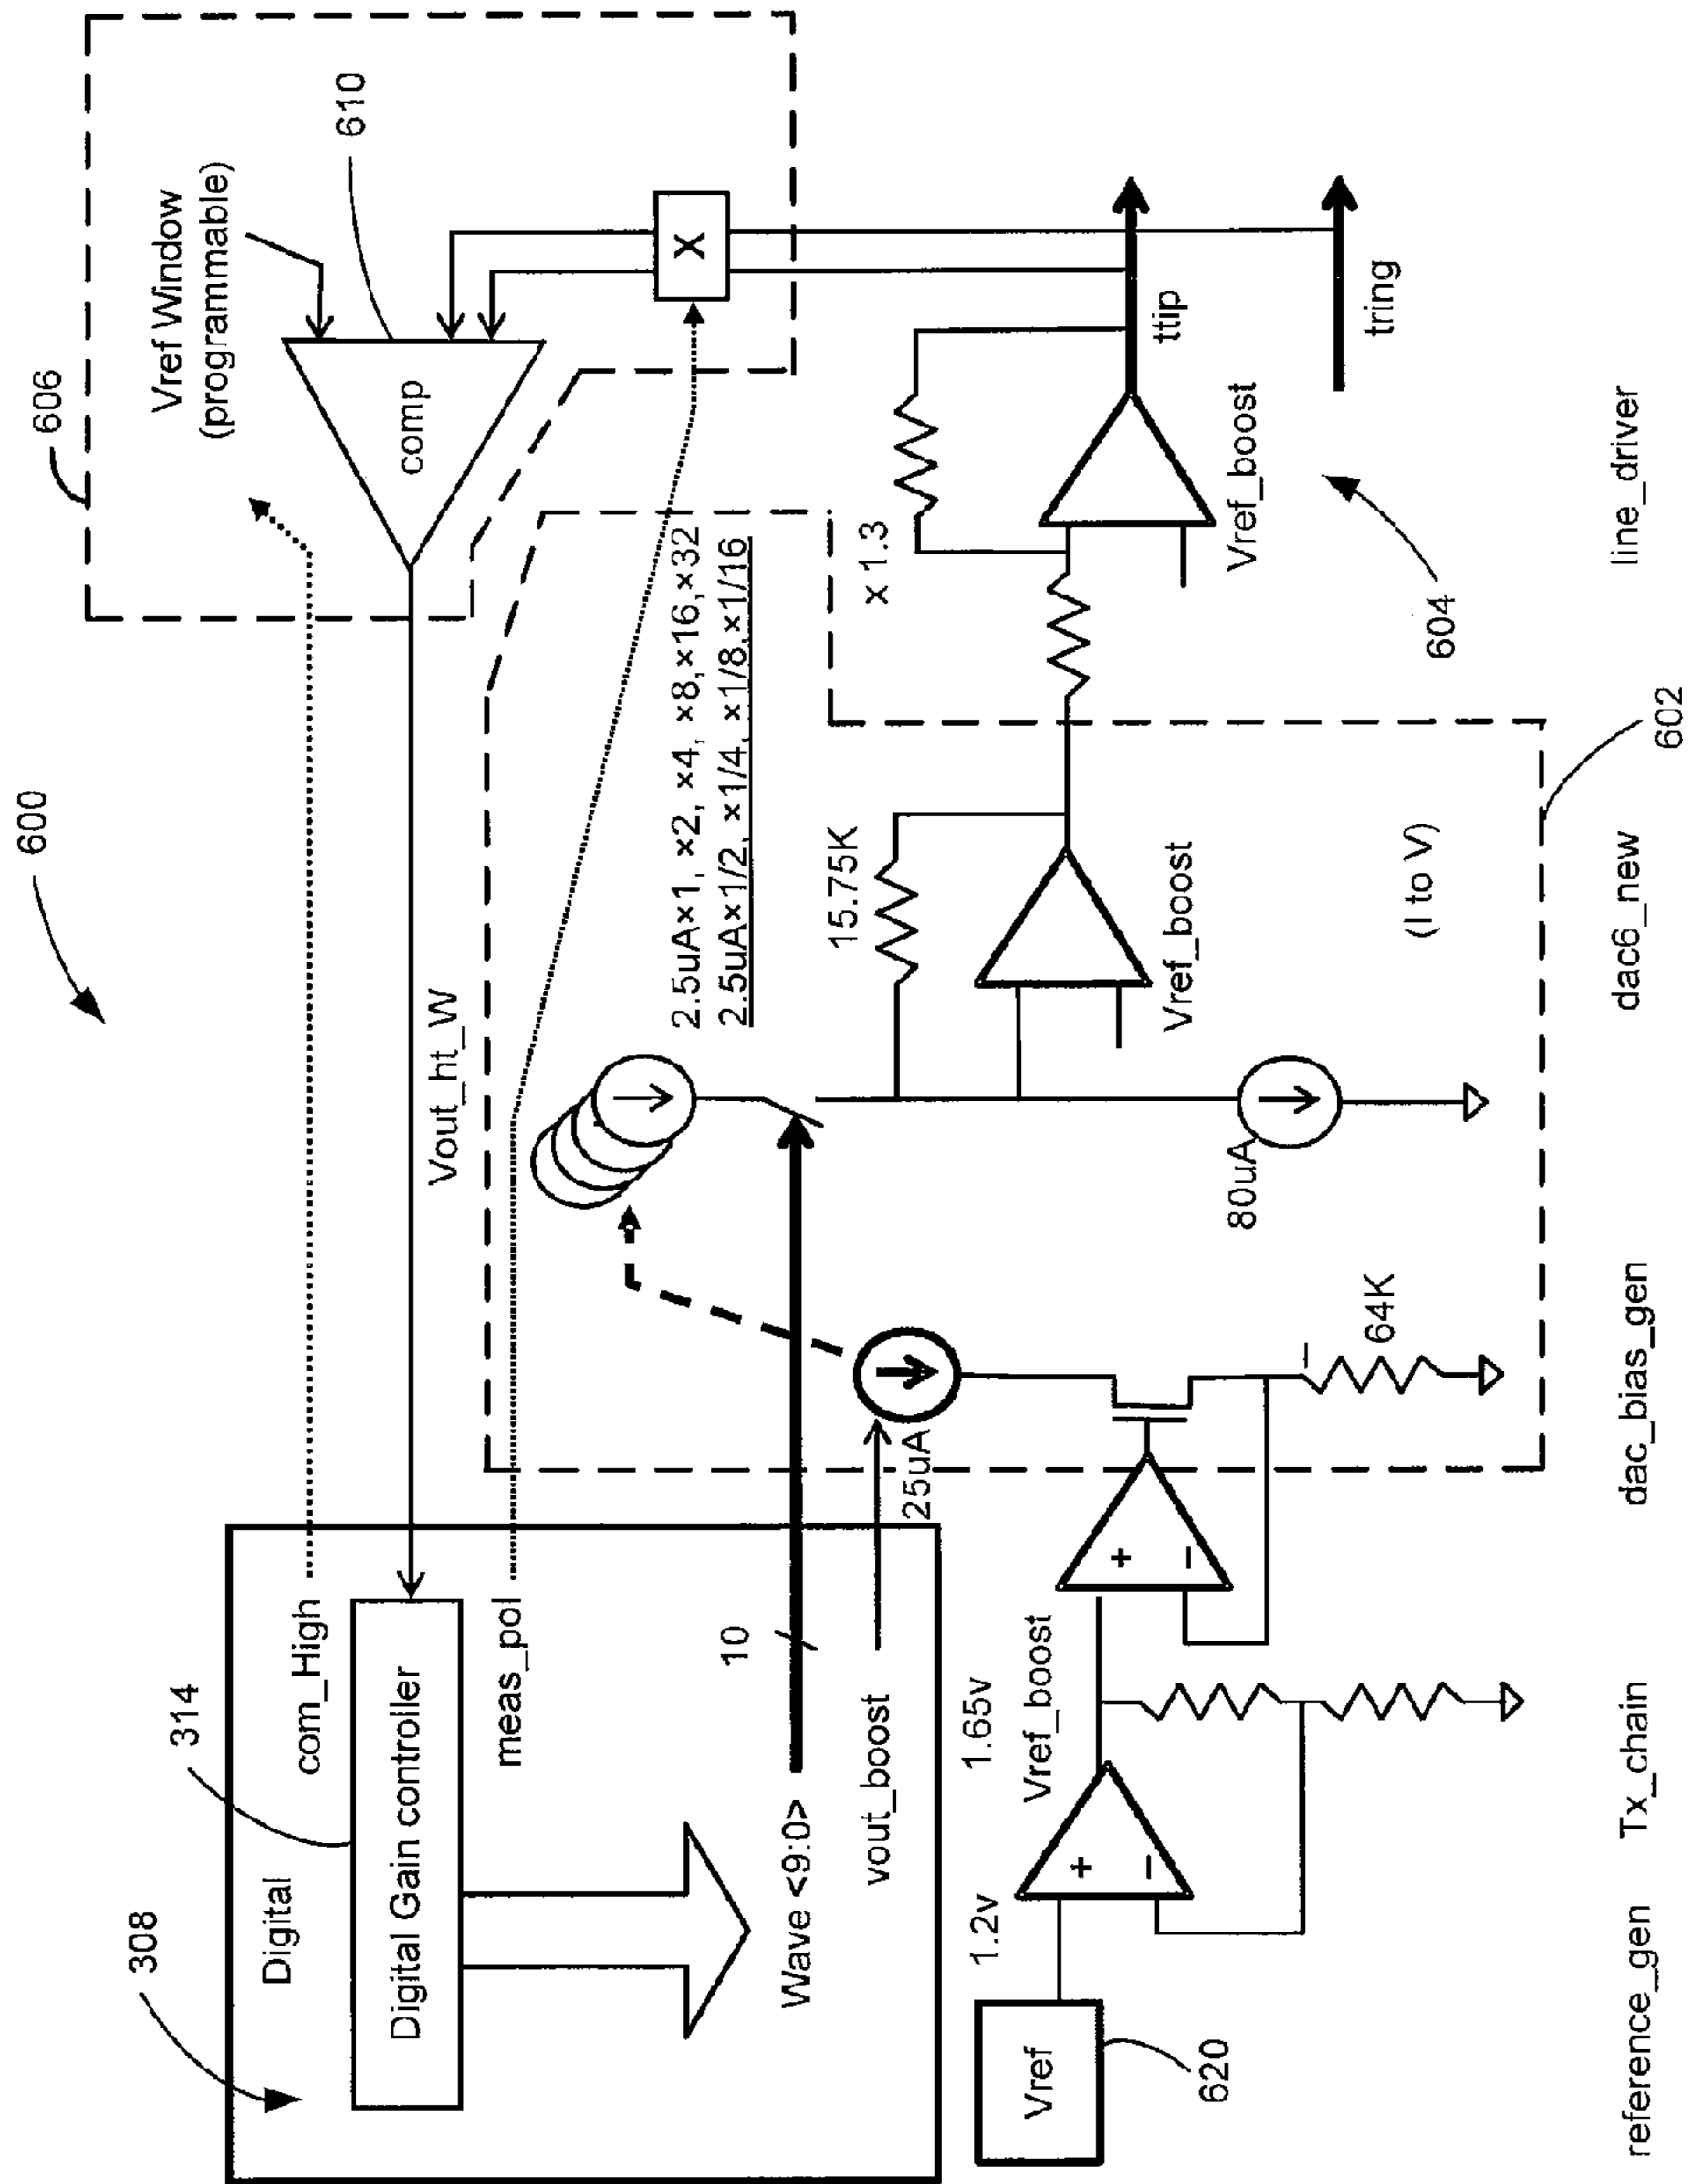 600
606
Vref Window
(programmable)
610
comp
308
Digital
314
com_High
Digital Gain controller
meas_pol
Vout_ht_W
X
10
Wave <9:0>
vout_boost
2.5uA×1, ×2, ×4, ×8, ×16, ×32
2.5uA×1/2, ×1/4, ×1/8, ×1/16
25uA
15.75K
x 1.3
Vref_boost
Vref_boost
ttip
tring
604
Vref
620
1.2v
+
−
1.65v
Vref_boost
+
−
64K
80uA
(I to V)
602
reference_gen
Tx_chain
dac_bias_gen
dac6_new
line_driver